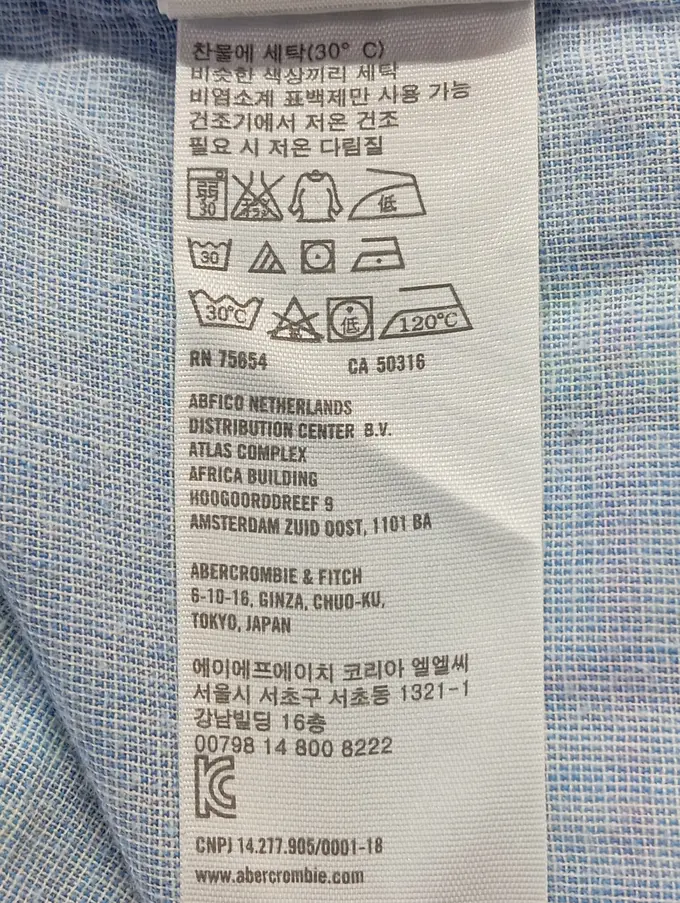 찬물에 세탁(30° C)
비슷한 색상끼리 세탁
비염소계 표백제만 사용 가능
건조기에서 저온 건조
필요 시 저온 다림질
弱 30 低
30
30°C 低 120°C
RN 75654 CA 50316
ABFICO NETHERLANDS
DISTRIBUTION CENTER B.V.
ATLAS COMPLEX
AFRICA BUILDING
HOOGOORDDREEF 9
AMSTERDAM ZUID OOST, 1101 BA
ABERCROMBIE & FITCH
6-10-16, GINZA, CHUO-KU,
TOKYO, JAPAN
에이에프에이치 코리아 엘엘씨
서울시 서초구 서초동 1321-1
강남빌딩 16층
00798 14 800 8222
KC
CNPJ 14.277.905/0001-18
www.abercrombie.com